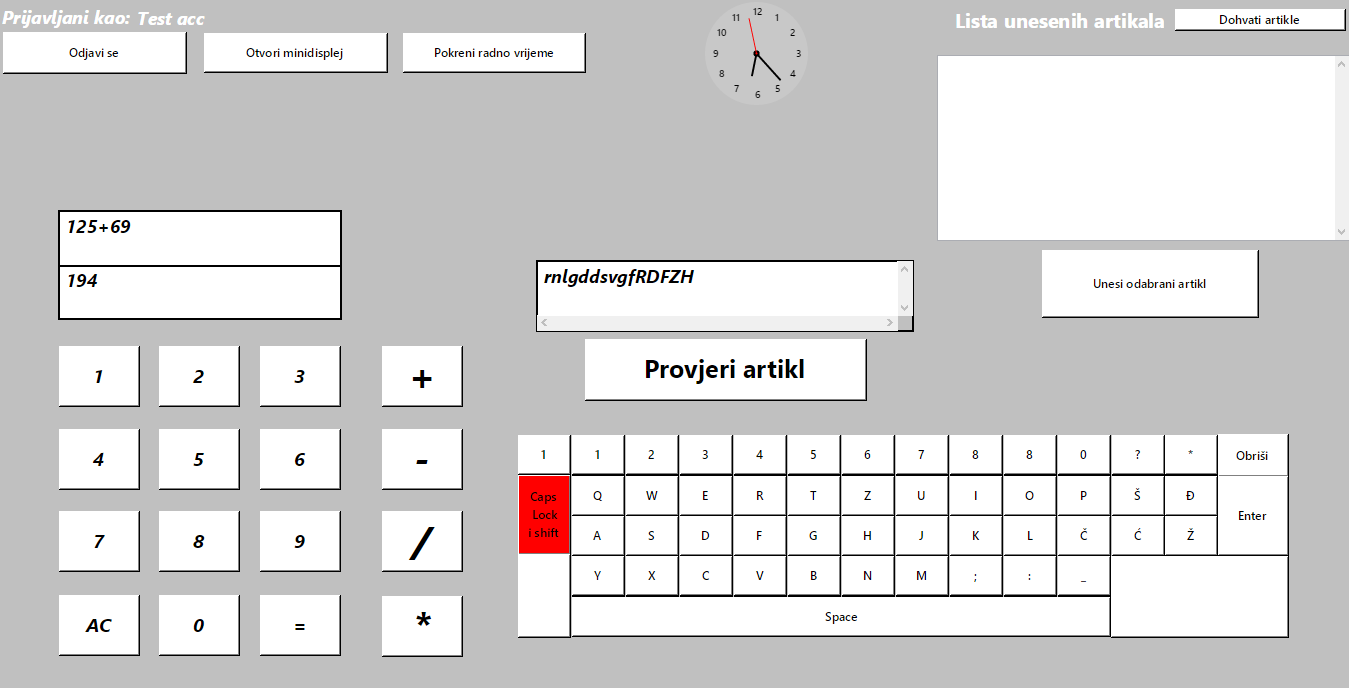 Prijavljani kao: Test acc
Odjavi se
Otvori minidisplej
Pokreni radno vrijeme
12
11 1
10 2
9 3
8 4
7 5
6
Lista unesenih artikala
Dohvati artikle
125+69
194
rnlgddsvgfRDFZH
Unesi odabrani artikl
Provjeri artikl
1 2 3 +
4 5 6 -
7 8 9 /
AC 0 = *
1 1 2 3 4 5 6 7 8 8 0 ? * Obriši
Caps
Lock
i shift
Q W E R T Z U I O P Š Đ
Enter
A S D F G H J K L Č Ć Ž
Y X C V B N M ; : _
Space